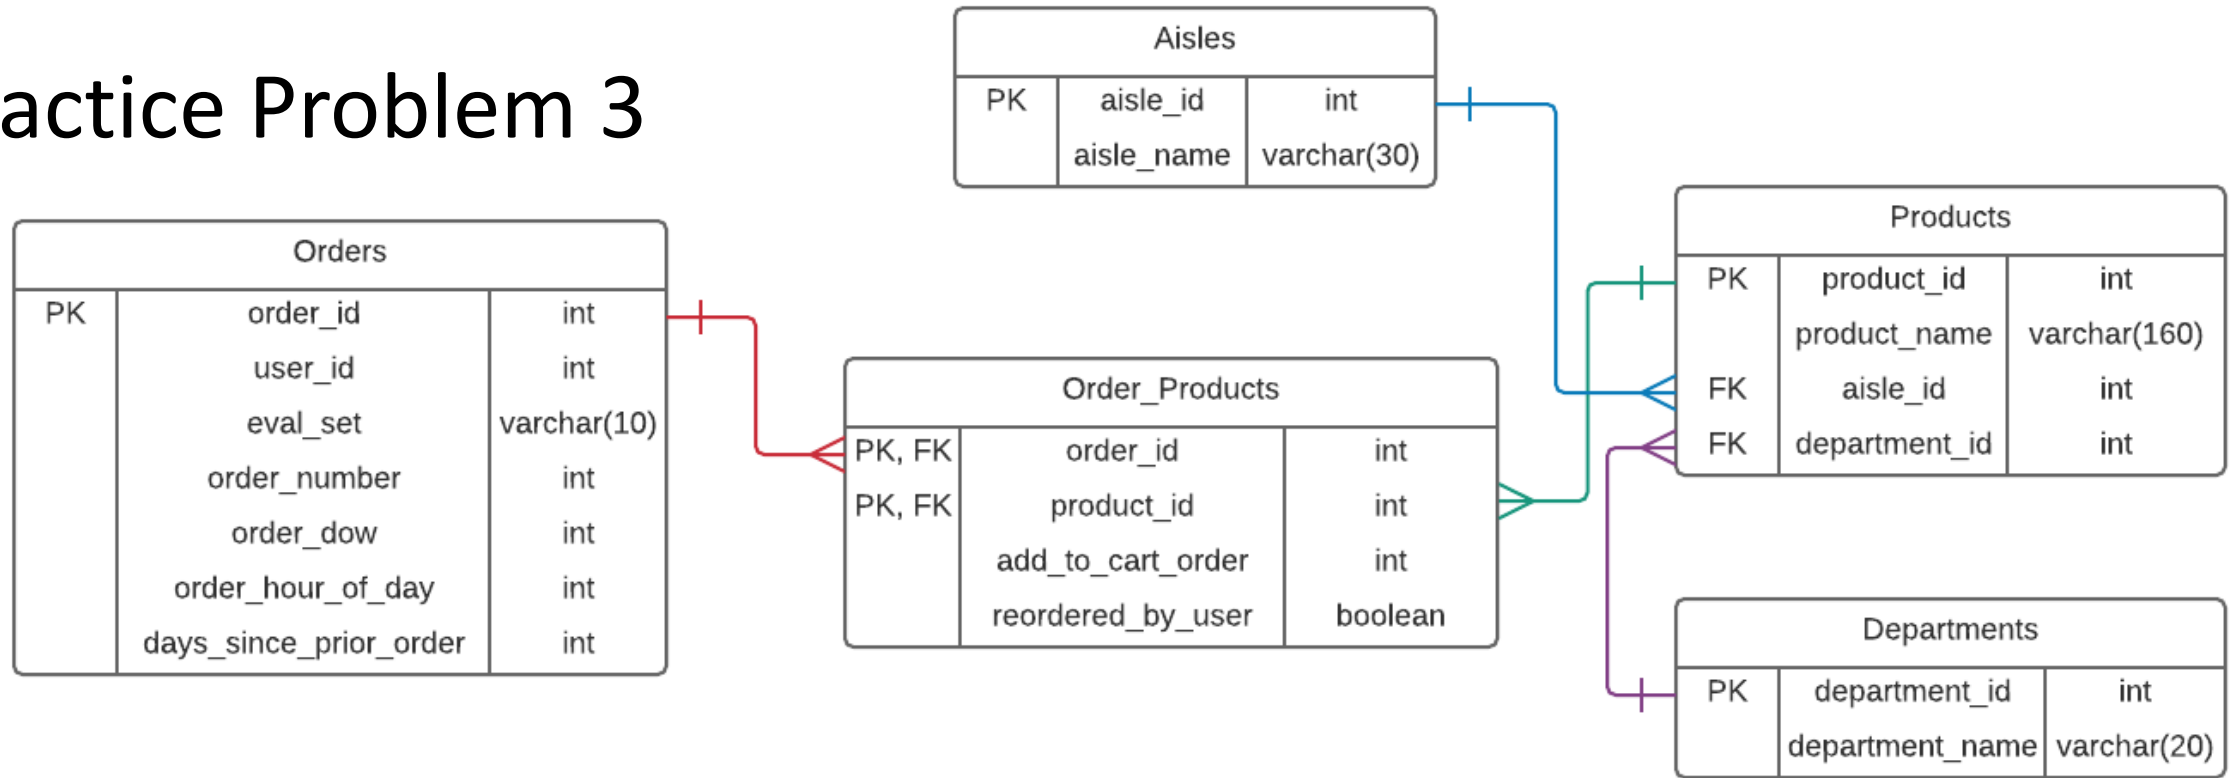 actice Problem 3
Aisles
PK aisle_id int
aisle_name varchar(30)
Orders
PK order_id int
user_id int
eval_set varchar(10)
order_number int
order_dow int
order_hour_of_day int
days_since_prior_order int
Order_Products
PK, FK order_id int
PK, FK product_id int
add_to_cart_order int
reordered_by_user boolean
Products
PK product_id int
product_name varchar(160)
FK aisle_id int
FK department_id int
Departments
PK department_id int
department_name varchar(20)